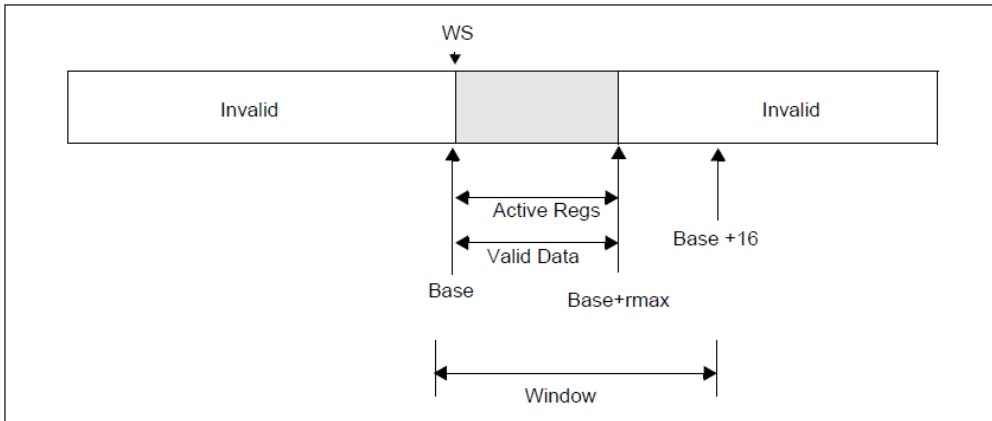 WS
Invalid
Invalid
Active Regs
Base +16
Valid Data
Base
Base+rmax
Window